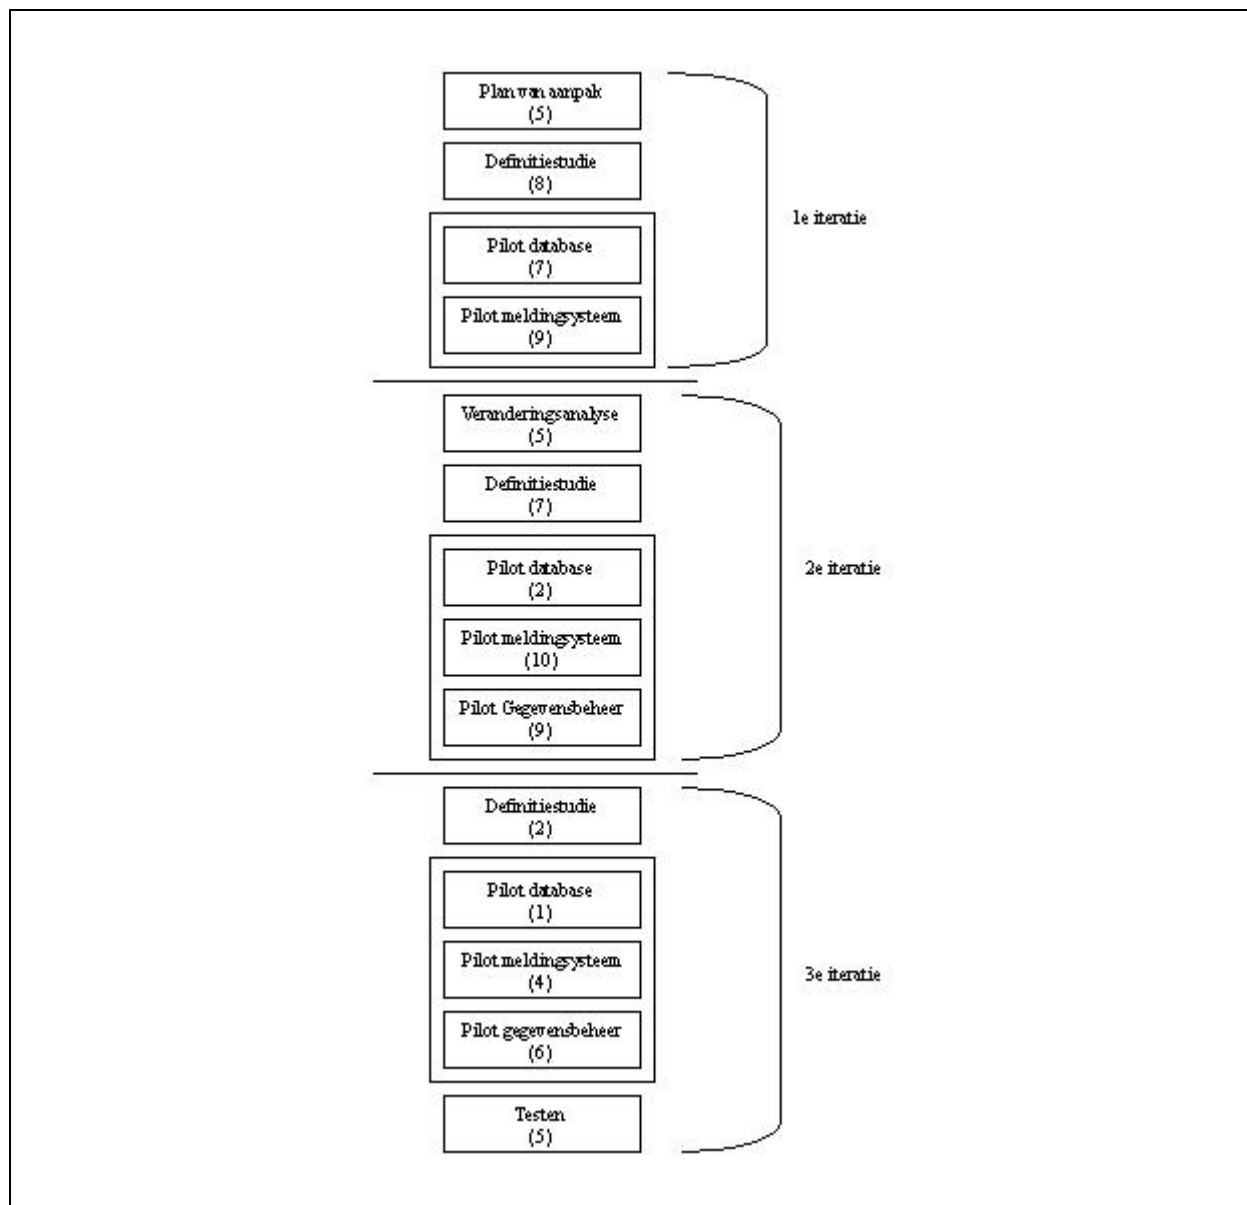 Plan van aanpak
(5)
Definitiestudie
(8)
1e iteratie
Pilot database
(7)
Pilot meldingsysteem
(9)
Veranderingsanalyse
(5)
Definitiestudie
(7)
Pilot database
(2)
2e iteratie
Pilot meldingsysteem
(10)
Pilot Gegevensbeheer
(9)
Definitiestudie
(2)
Pilot database
(1)
Pilot meldingsysteem
(4)
3e iteratie
Pilot gegevensbeheer
(6)
Testen
(5)